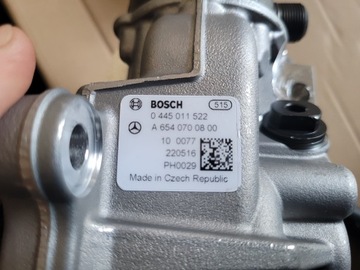 BOSCH 515
0 445 011 522
A 654 070 08 00
10 0077
220516
PH0029
Made in Czech Republic